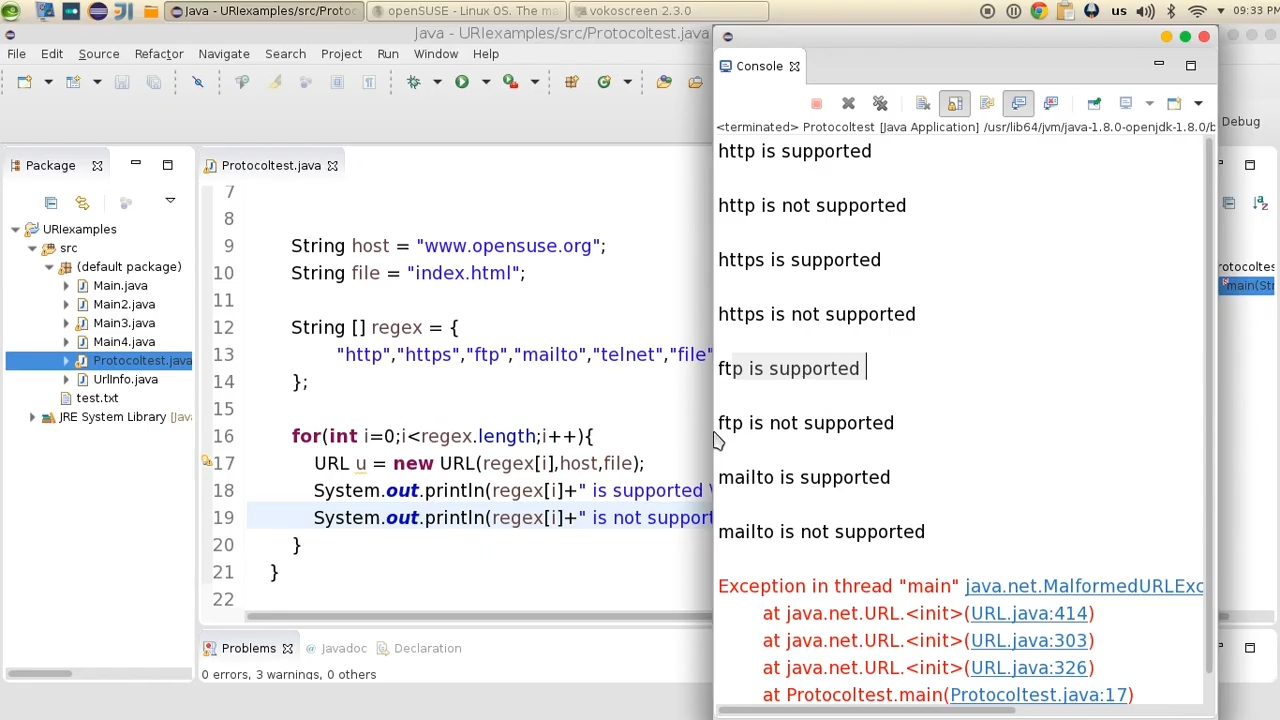 Java - URIexamples/src/Protoc
openSUSE - Linux OS. The ma
vokoscreen 2.3.0
us
09:33 PM
Java - URIexamples/src/Protocoltest.java
File Edit Source Refactor Navigate Search Project Run Window Help
Console
<terminated> Protocoltest [Java Application] /usr/lib64/jvm/java-1.8.0-openjdk-1.8.0/b
Debug
Package
URIexamples
src
(default package)
Main.java
Main2.java
Main3.java
Main4.java
Protocoltest.java
UrlInfo.java
test.txt
JRE System Library [Java
Protocoltest.java
7
8
9 String host = "www.opensuse.org";
10 String file = "index.html";
11
12 String [] regex = {
13 "http","https","ftp","mailto","telnet","file"
14 };
15
16 for(int i=0;i<regex.length;i++){
17 URL u = new URL(regex[i],host,file);
18 System.out.println(regex[i]+" is supported \
19 System.out.println(regex[i]+" is not support
20 }
21 }
22
http is supported
http is not supported
https is supported
https is not supported
ftp is supported
ftp is not supported
mailto is supported
mailto is not supported
Exception in thread "main" java.net.MalformedURLExc
at java.net.URL.<init>(URL.java:414)
at java.net.URL.<init>(URL.java:303)
at java.net.URL.<init>(URL.java:326)
at Protocoltest.main(Protocoltest.java:17)
rotocoltes
main(Str
Problems Javadoc Declaration
0 errors, 3 warnings, 0 others